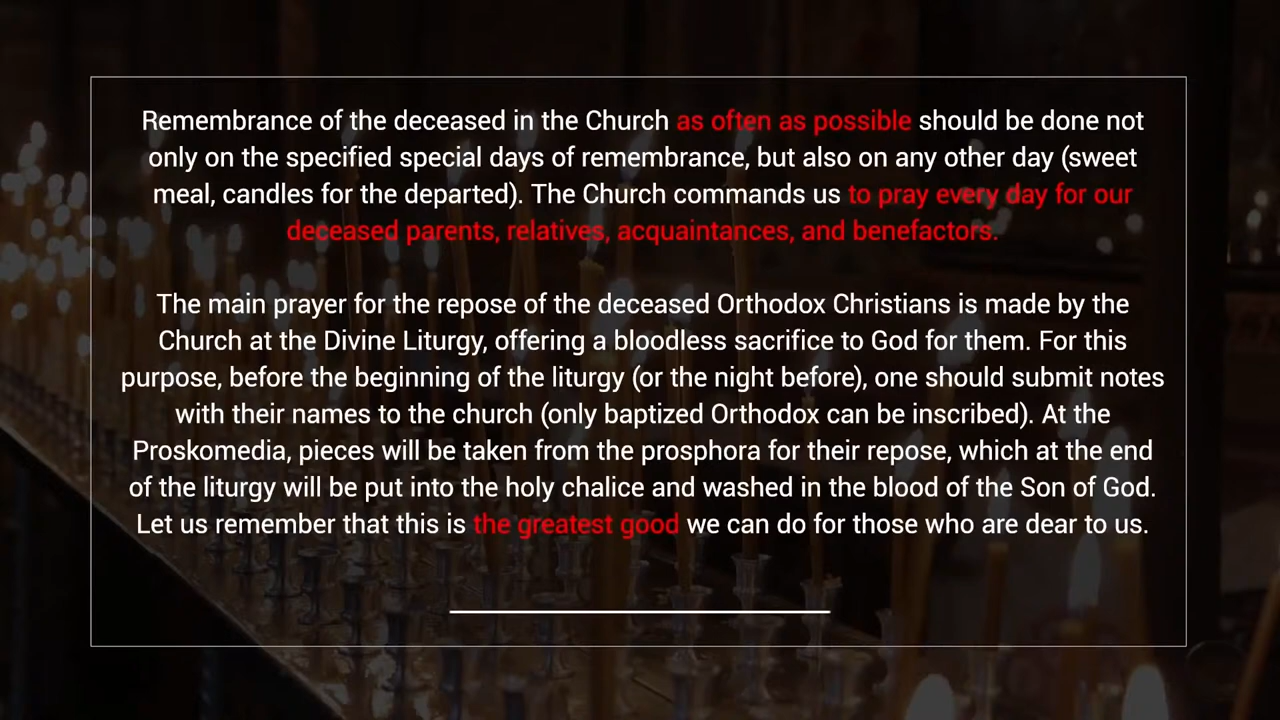 Remembrance of the deceased in the Church as often as possible should be done not
only on the specified special days of remembrance, but also on any other day (sweet
meal, candles for the departed). The Church commands us to pray every day for our
deceased parents, relatives, acquaintances, and benefactors.
The main prayer for the repose of the deceased Orthodox Christians is made by the
Church at the Divine Liturgy, offering a bloodless sacrifice to God for them. For this
purpose, before the beginning of the liturgy (or the night before), one should submit notes
with their names to the church (only baptized Orthodox can be inscribed). At the
Proskomedia, pieces will be taken from the prosphora for their repose, which at the end
of the liturgy will be put into the holy chalice and washed in the blood of the Son of God.
Let us remember that this is the greatest good we can do for those who are dear to us.